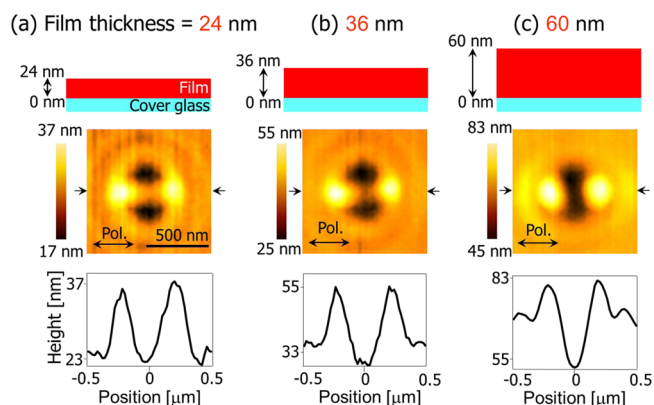 (a) Film thickness = 24 nm
24 nm
0 nm
Film
Cover glass
37 nm
17 nm
Pol.
500 nm
Height [nm]
37
23
-0.5
0
0.5
Position [μm]
(b) 36 nm
36 nm
0 nm
55 nm
25 nm
Pol.
55
33
-0.5
0
0.5
Position [μm]
(c) 60 nm
60 nm
0 nm
83 nm
45 nm
Pol.
83
55
-0.5
0
0.5
Position [μm]